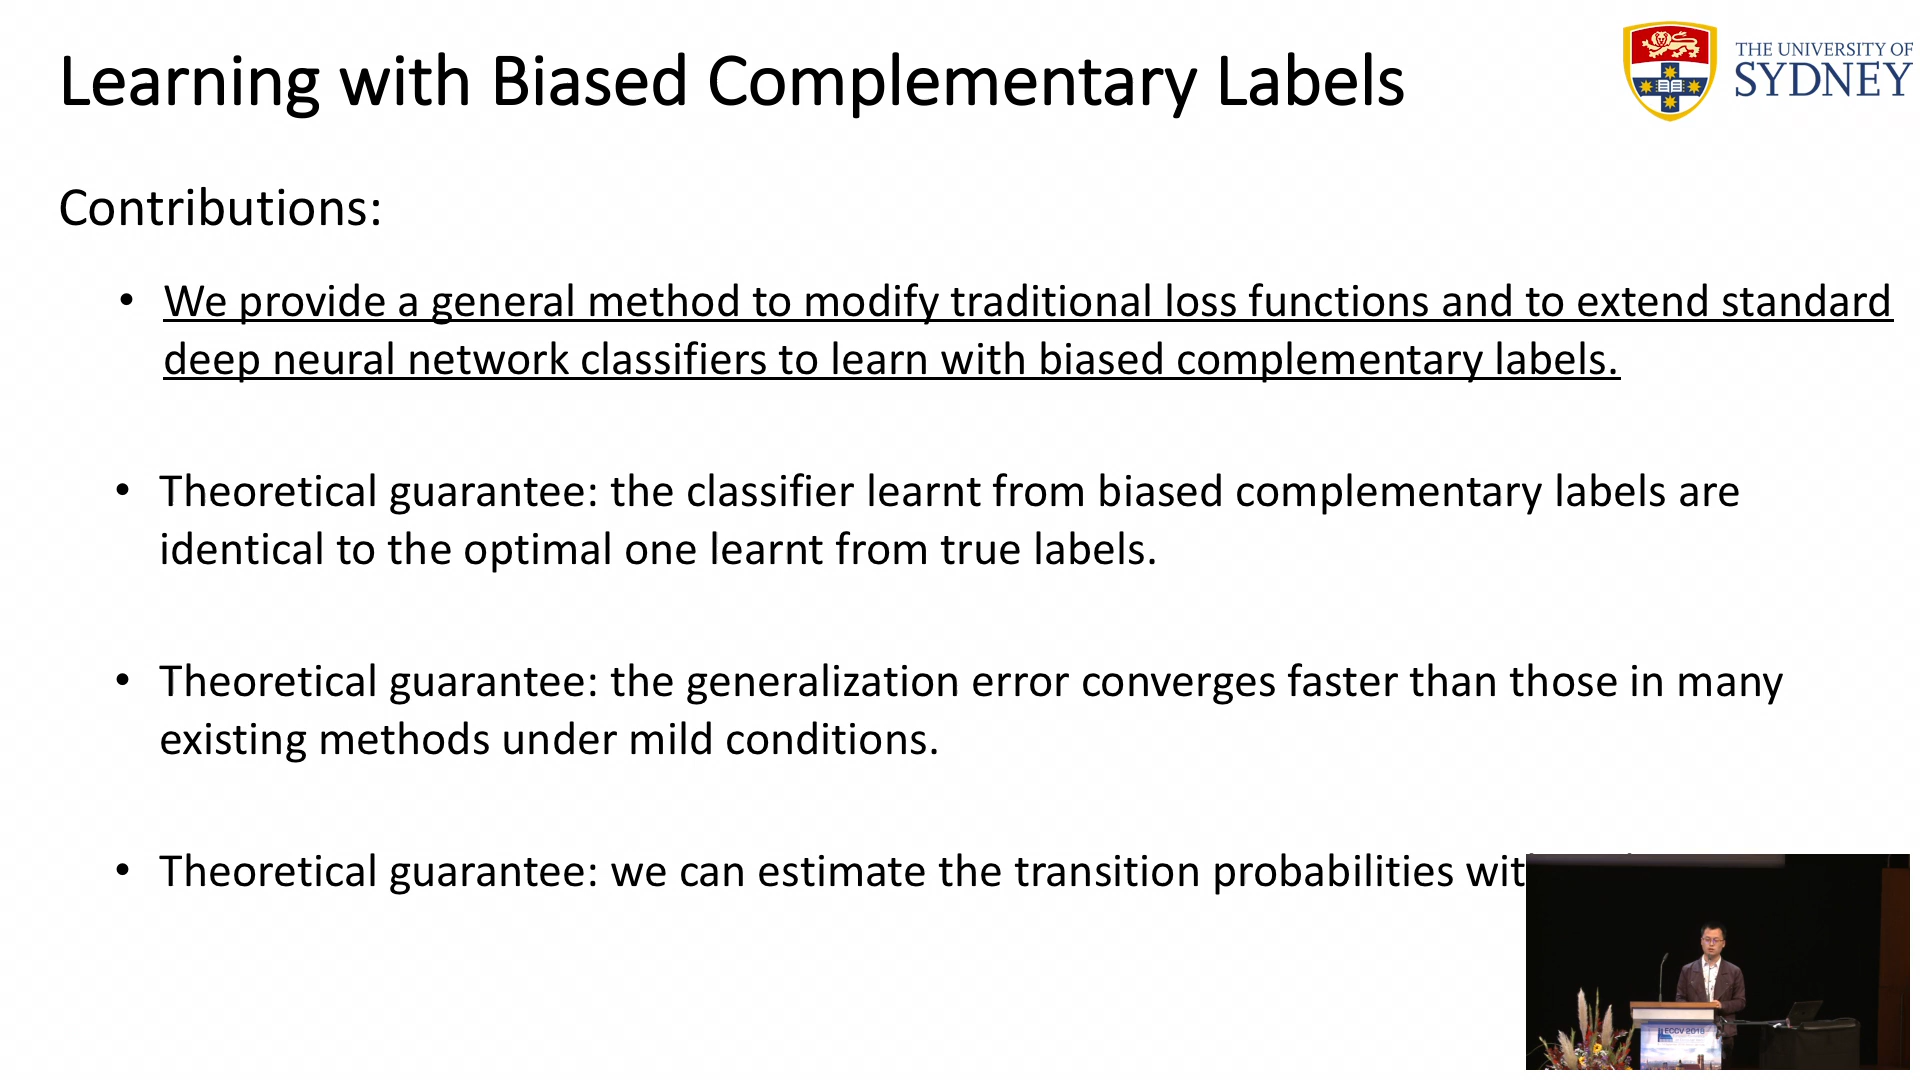 Learning with Biased Complementary Labels
THE UNIVERSITY OF
SYDNEY
Contributions:
• We provide a general method to modify traditional loss functions and to extend standard
deep neural network classifiers to learn with biased complementary labels.
• Theoretical guarantee: the classifier learnt from biased complementary labels are
identical to the optimal one learnt from true labels.
• Theoretical guarantee: the generalization error converges faster than those in many
existing methods under mild conditions.
• Theoretical guarantee: we can estimate the transition probabilities
ECCV 2018